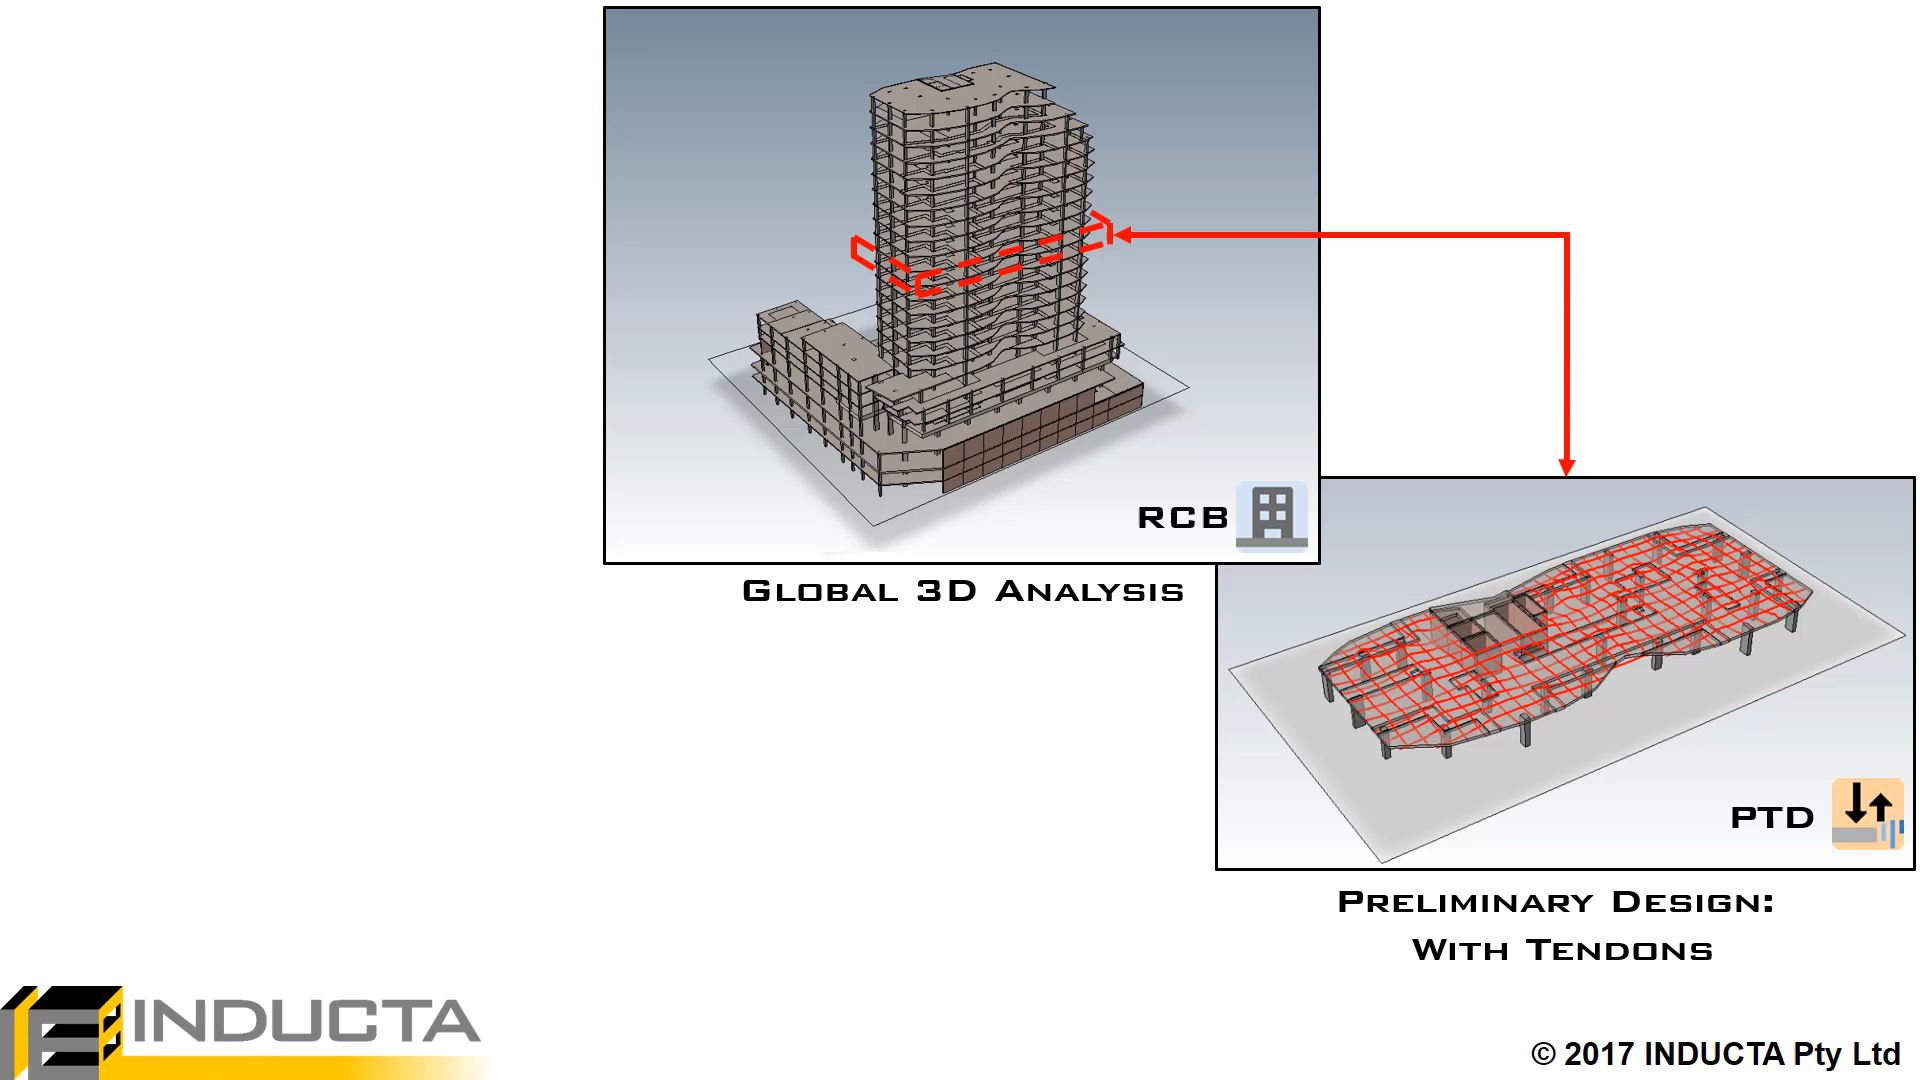 RCB
GLOBAL 3D ANALYSIS
PTD
PRELIMINARY DESIGN:
WITH TENDONS
INDUCTA
© 2017 INDUCTA Pty Ltd